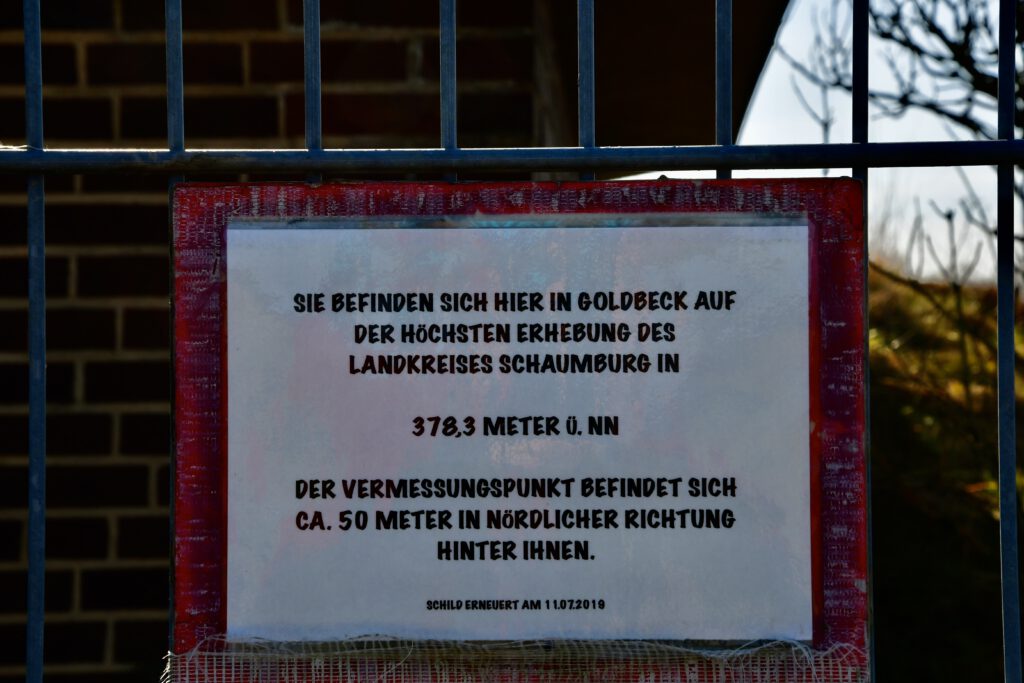 SIE BEFINDEN SICH HIER IN GOLDBECK AUF
DER HÖCHSTEN ERHEBUNG DES
LANDKREISES SCHAUMBURG IN
378,3 METER Ü. NN
DER VERMESSUNGSPUNKT BEFINDET SICH
CA. 50 METER IN NÖRDLICHER RICHTUNG
HINTER IHNEN.
SCHILD ERNEUERT AM 11.07.2019